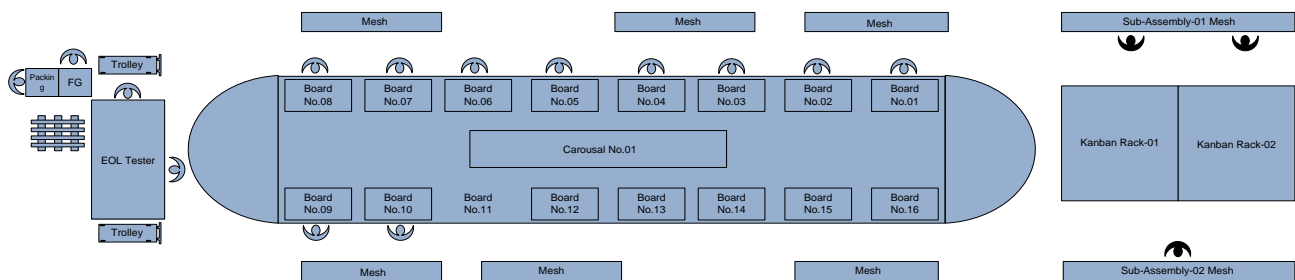 Mesh
Mesh
Mesh
Sub-Assembly-01 Mesh
Trolley
Packin
g
FG
Board
No.08
Board
No.07
Board
No.06
Board
No.05
Board
No.04
Board
No.03
Board
No.02
Board
No.01
EOL Tester
Carousal No.01
Kanban Rack-01
Kanban Rack-02
Board
No.09
Board
No.10
Board
No.11
Board
No.12
Board
No.13
Board
No.14
Board
No.15
Board
No.16
Trolley
Mesh
Mesh
Mesh
Sub-Assembly-02 Mesh